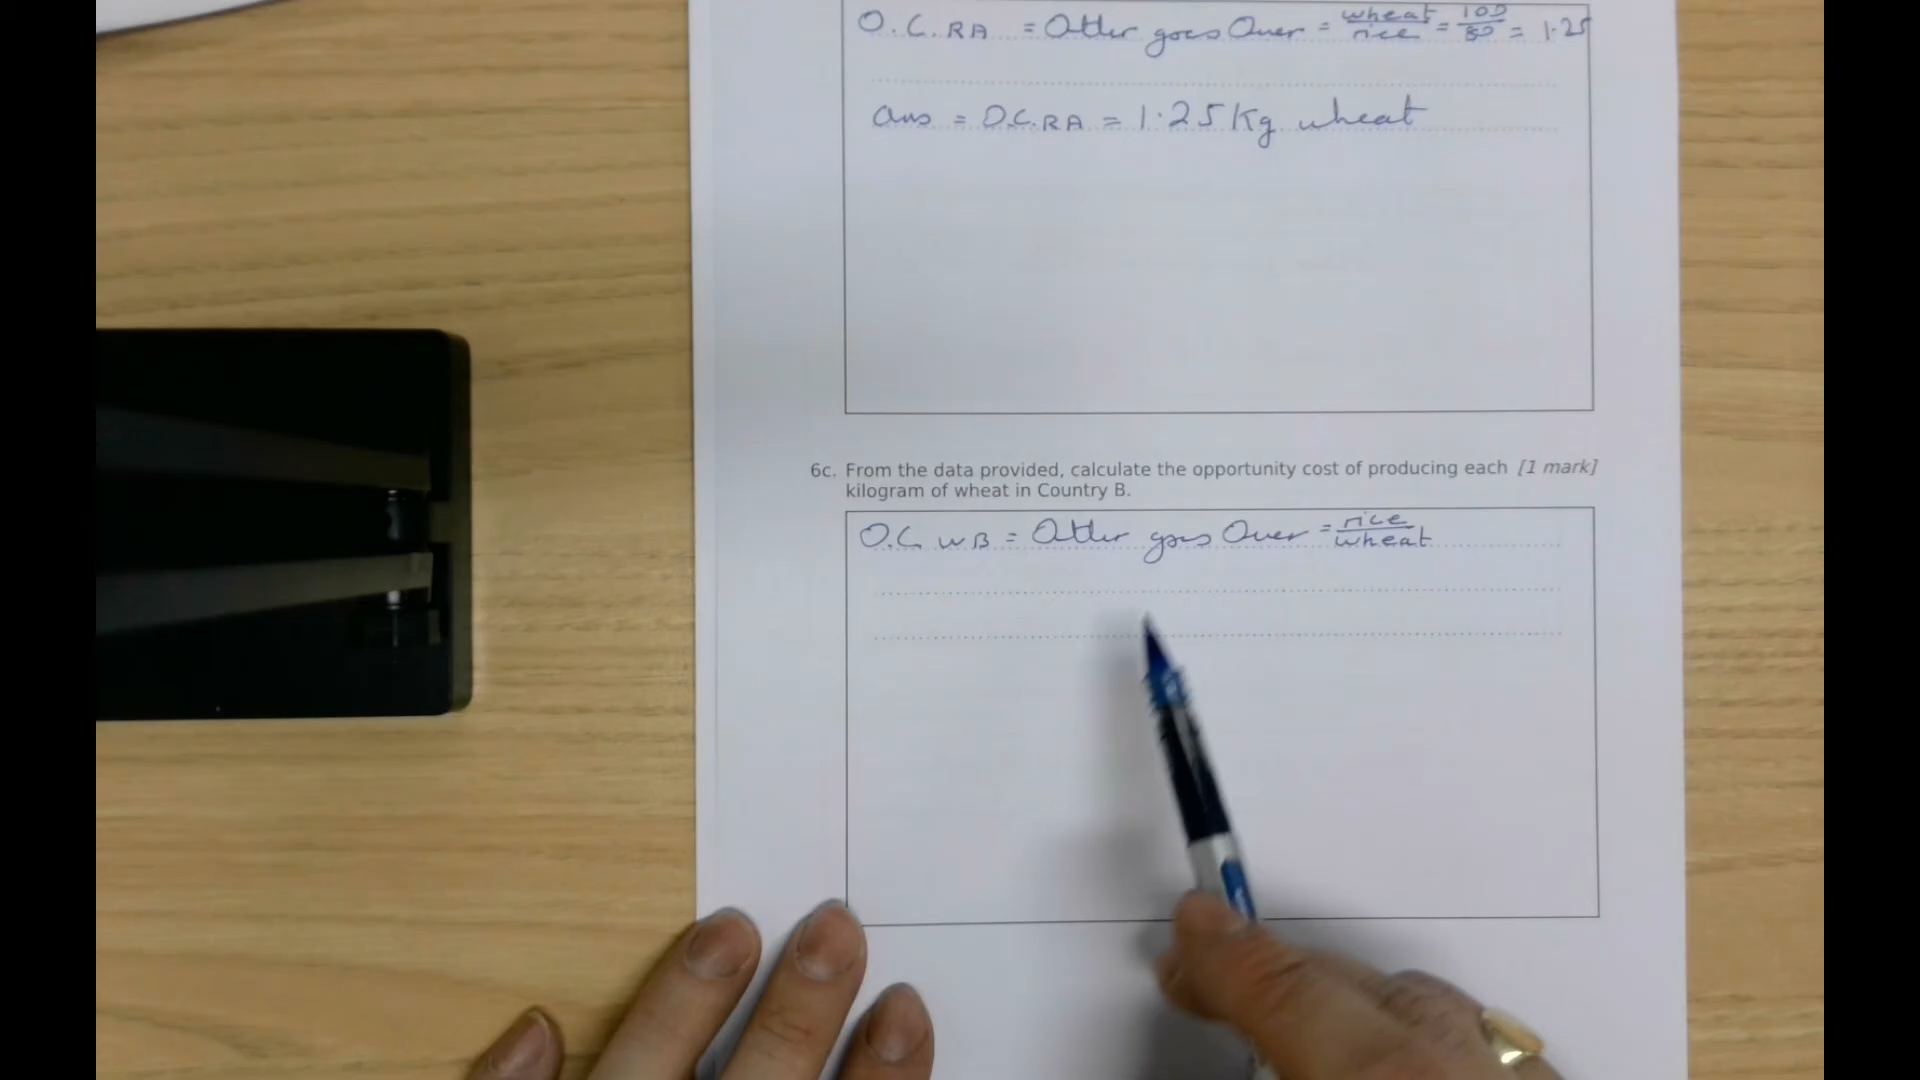 O.C.RA = Other goes Over = wheat/rice = 100/80 = 1.25
ans = O.C.RA = 1.25 Kg wheat
6c. From the data provided, calculate the opportunity cost of producing each [1 mark]
kilogram of wheat in Country B.
O.C WB = Other goes Over = rice/wheat